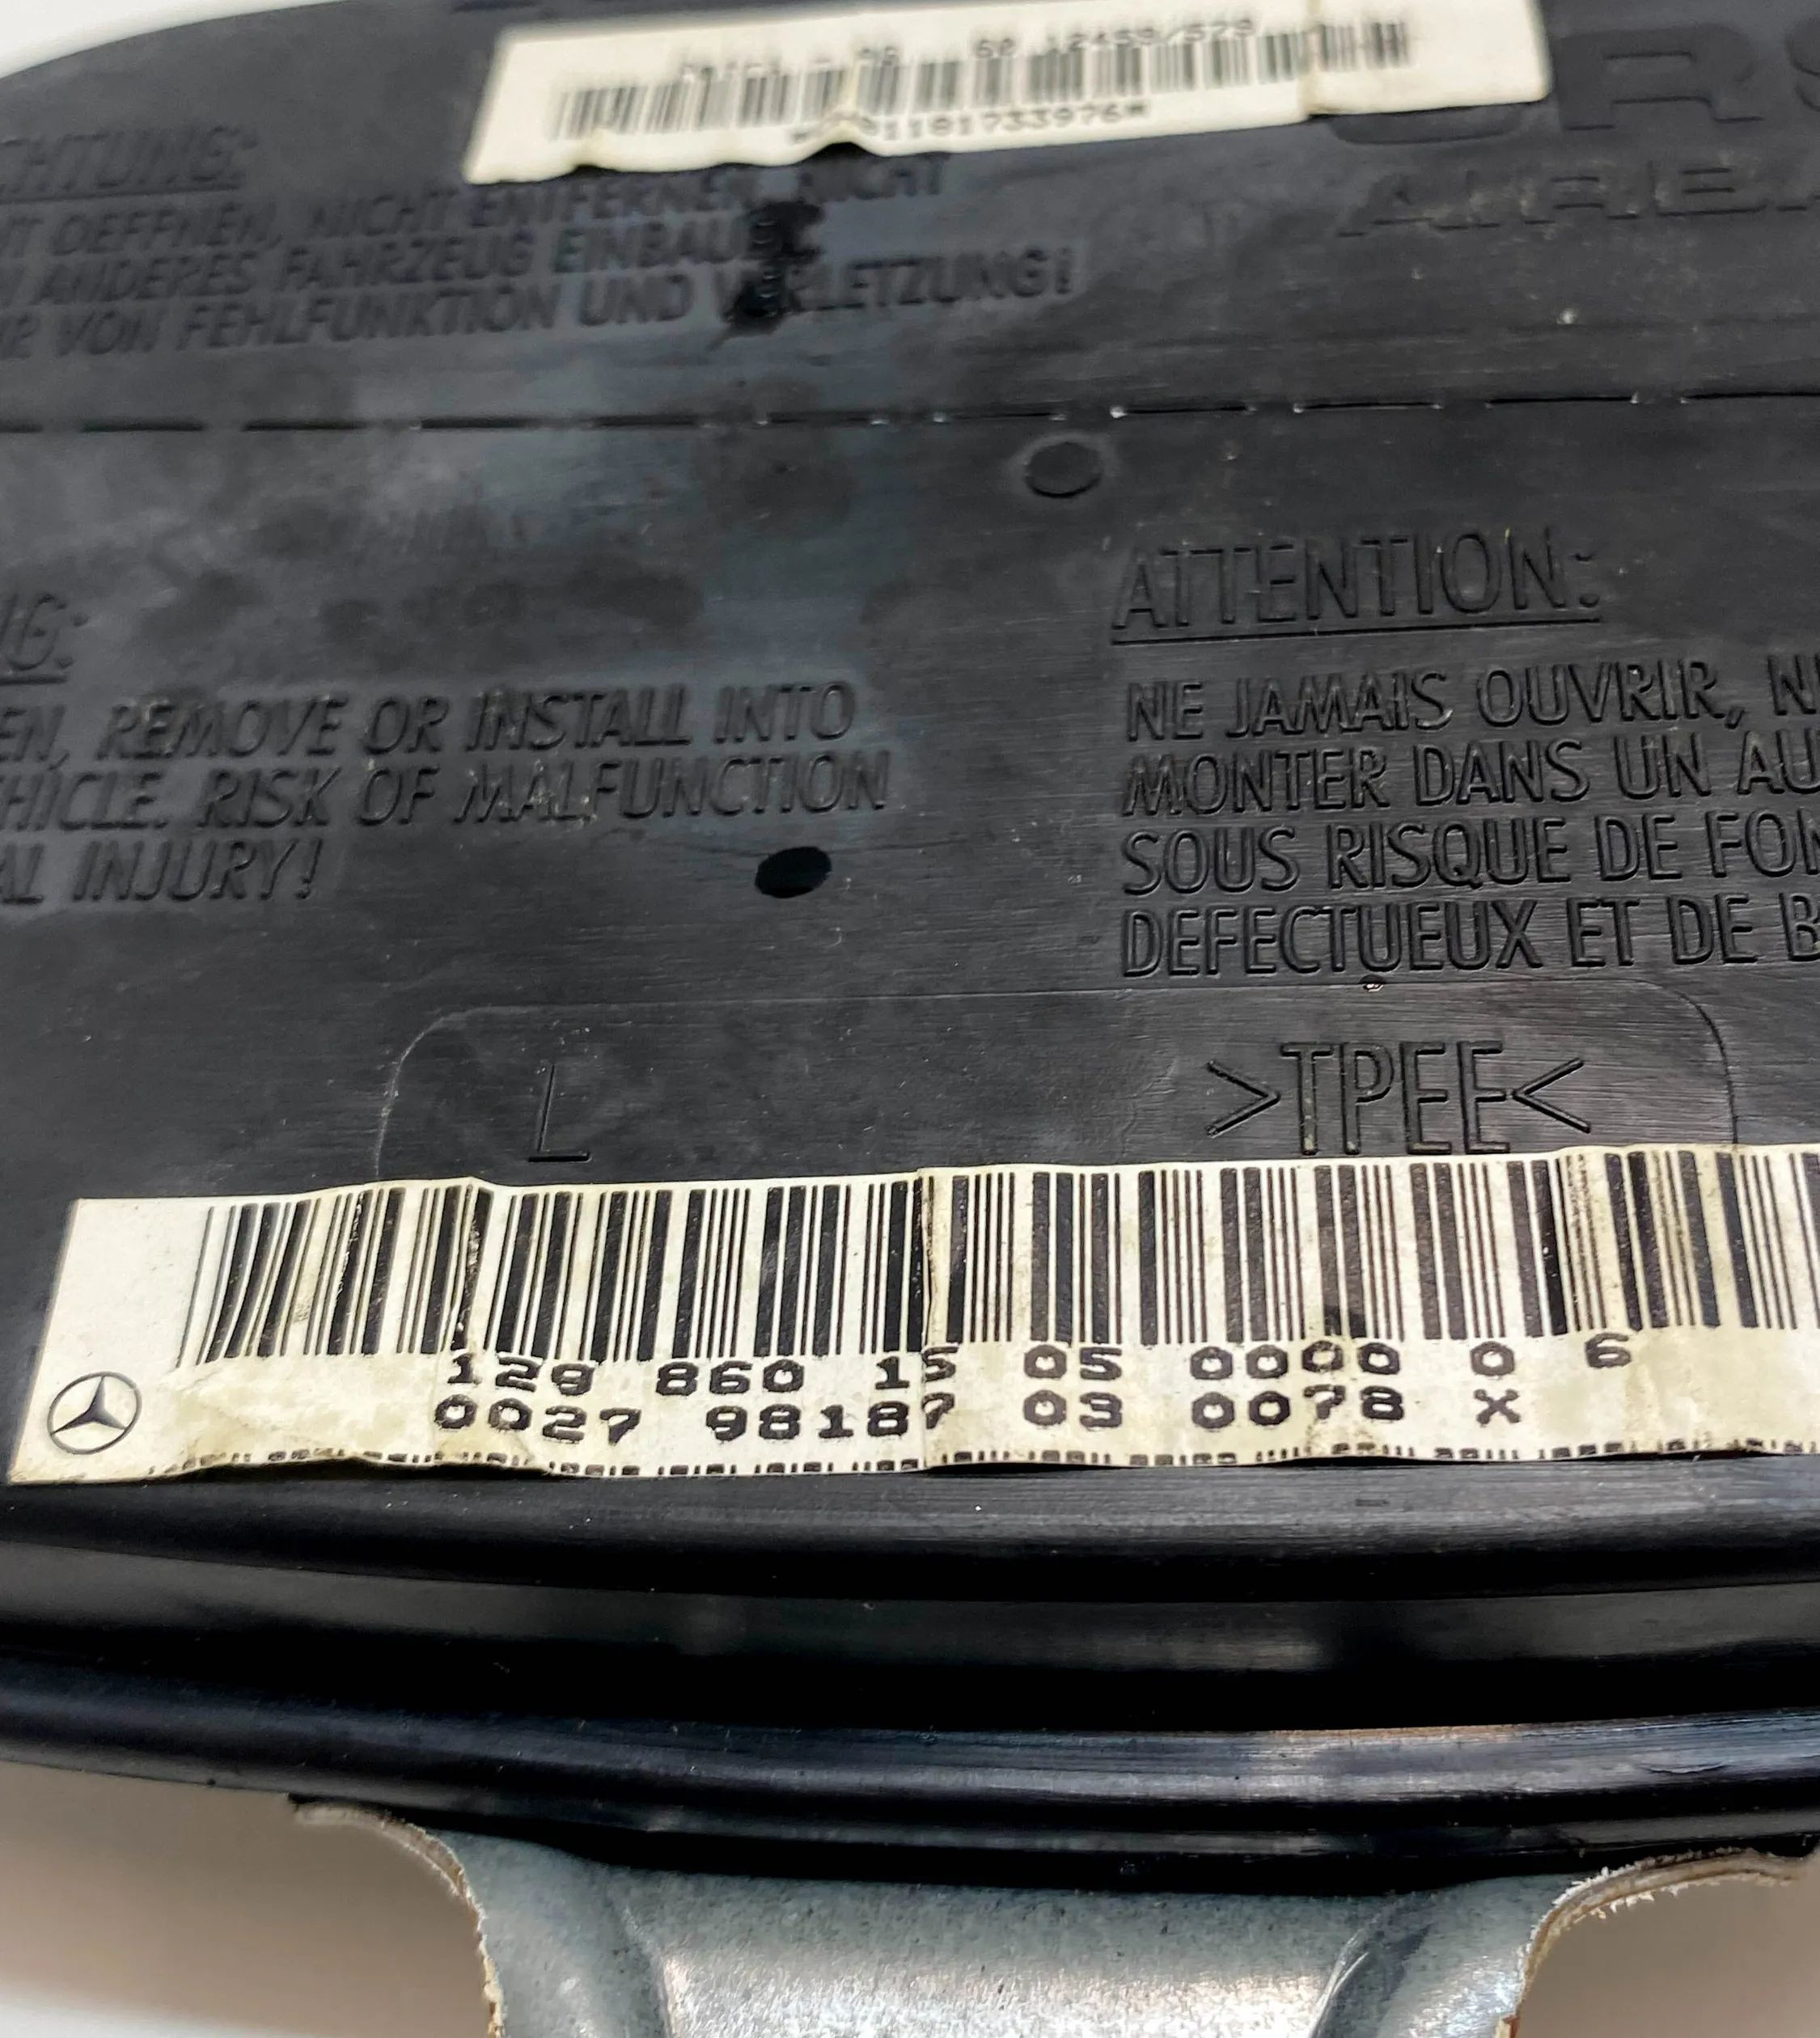 CHTUNG:
T OEFFNEN, NICHT ENTFERNEN, NICHT
ANDERES FAHRZEUG EINBAUEN
VON FEHLFUNKTION UND VERLETZUNG!
AIRBA
NG:
EN, REMOVE OR INSTALL INTO
HICLE. RISK OF MALFUNCTION
AL INJURY!
ATTENTION:
NE JAMAIS OUVRIR, NI
MONTER DANS UN AU
SOUS RISQUE DE FON
DEFECTUEUX ET DE B
L
>TPEE<
129 860 15 05 0000 0 6
0027 98187 03 0078 X